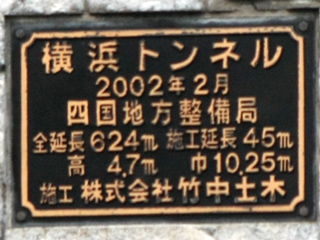 横浜トンネル
2002年2月
四国地方整備局
全延長624m 施工延長45m
高 4.7m 巾10.25m
施工 株式会社竹中土木